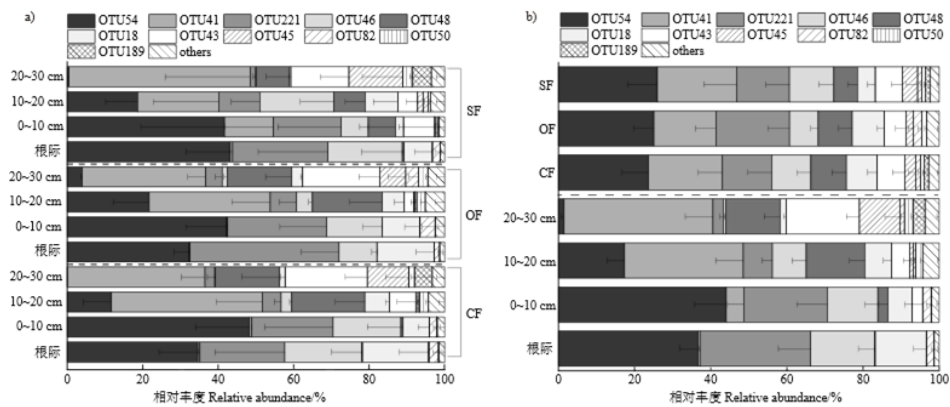 a)
OTU54 OTU41 OTU221 OTU46 OTU48
OTU18 OTU43 OTU45 OTU82 OTU50
OTU189 others
20~30 cm
10~20 cm
0~10 cm
根际
SF
20~30 cm
10~20 cm
0~10 cm
根际
OF
20~30 cm
10~20 cm
0~10 cm
根际
CF
0 20 40 60 80 100
相对丰度 Relative abundance/%
b)
OTU54 OTU41 OTU221 OTU46 OTU48
OTU18 OTU43 OTU45 OTU82 OTU50
OTU189 others
SF
OF
CF
20~30 cm
10~20 cm
0~10 cm
根际
0 20 40 60 80 100
相对丰度 Relative abundance/%